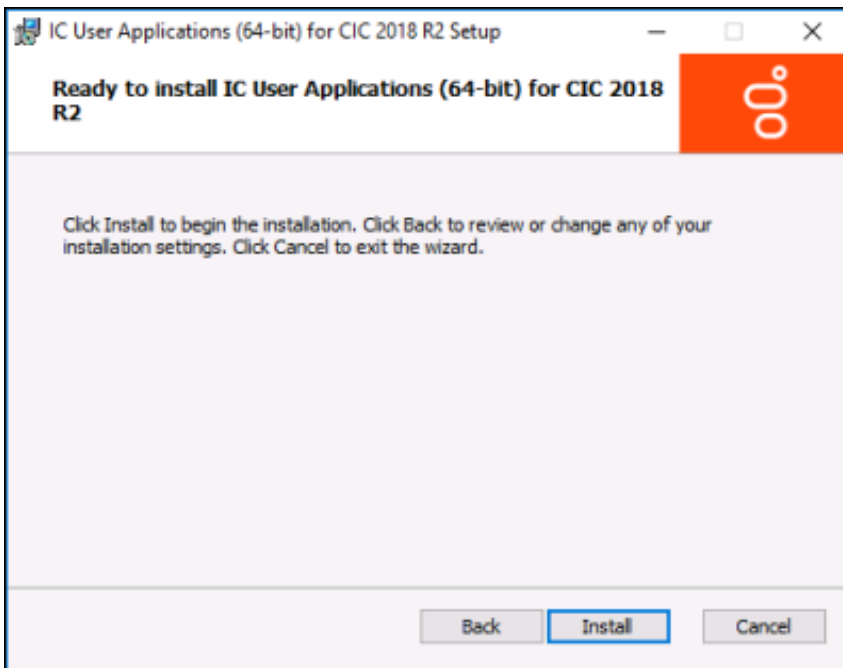 IC User Applications (64-bit) for CIC 2018 R2 Setup
Ready to install IC User Applications (64-bit) for CIC 2018
R2
Click Install to begin the installation. Click Back to review or change any of your
installation settings. Click Cancel to exit the wizard.
Back Install Cancel